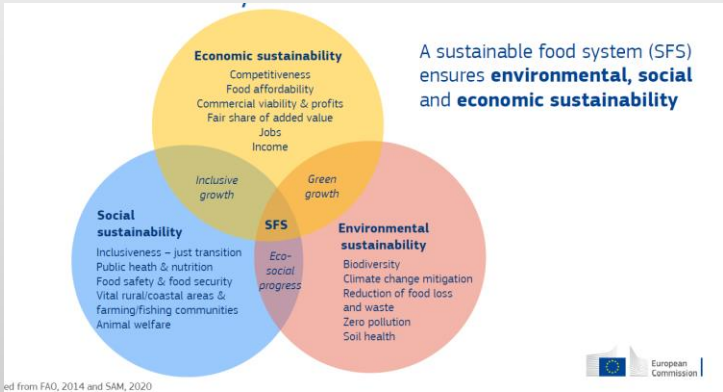 Economic sustainability
Competitiveness
Food affordability
Commercial viability & profits
Fair share of added value
Jobs
Income
A sustainable food system (SFS)
ensures environmental, social
and economic sustainability
Inclusive
growth
Green
growth
SFS
Social
sustainability
Inclusiveness – just transition
Public heath & nutrition
Food safety & food security
Vital rural/coastal areas &
farming/fishing communities
Animal welfare
Eco-
social
progress
Environmental
sustainability
Biodiversity
Climate change mitigation
Reduction of food loss
and waste
Zero pollution
Soil health
European
Commission
ed from FAO, 2014 and SAM, 2020